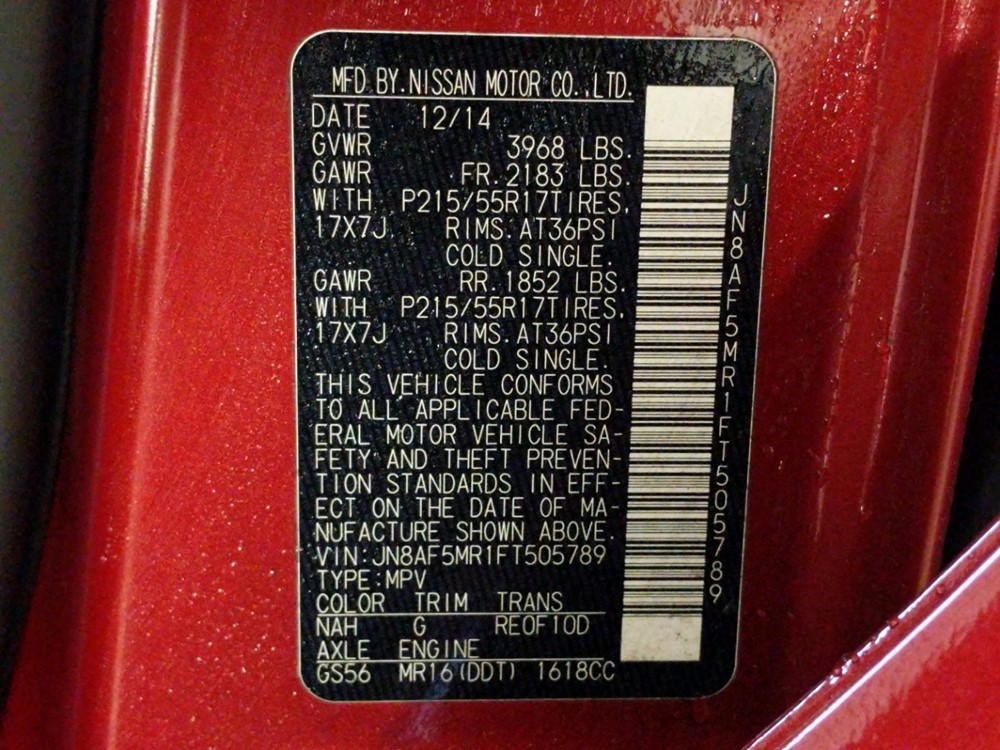 MFD BY.NISSAN MOTOR CO.,LTD.
DATE 12/14
GVWR 3968 LBS.
GAWR FR.2183 LBS.
WITH P215/55R17TIRES,
17X7J RIMS.AT36PSI
COLD SINGLE.
GAWR RR.1852 LBS.
WITH P215/55R17TIRES,
17X7J RIMS.AT36PSI
COLD SINGLE.
THIS VEHICLE CONFORMS
TO ALL APPLICABLE FED-
ERAL MOTOR VEHICLE SA-
FETY AND THEFT PREVEN-
TION STANDARDS IN EFF-
ECT ON THE DATE OF MA-
NUFACTURE SHOWN ABOVE.
VIN:JN8AF5MR1FT505789
TYPE:MPV
COLOR TRIM TRANS
NAH G RE0F10D
AXLE ENGINE
GS56 MR16(DDT) 1618CC
JN8AF5MR1FT505789